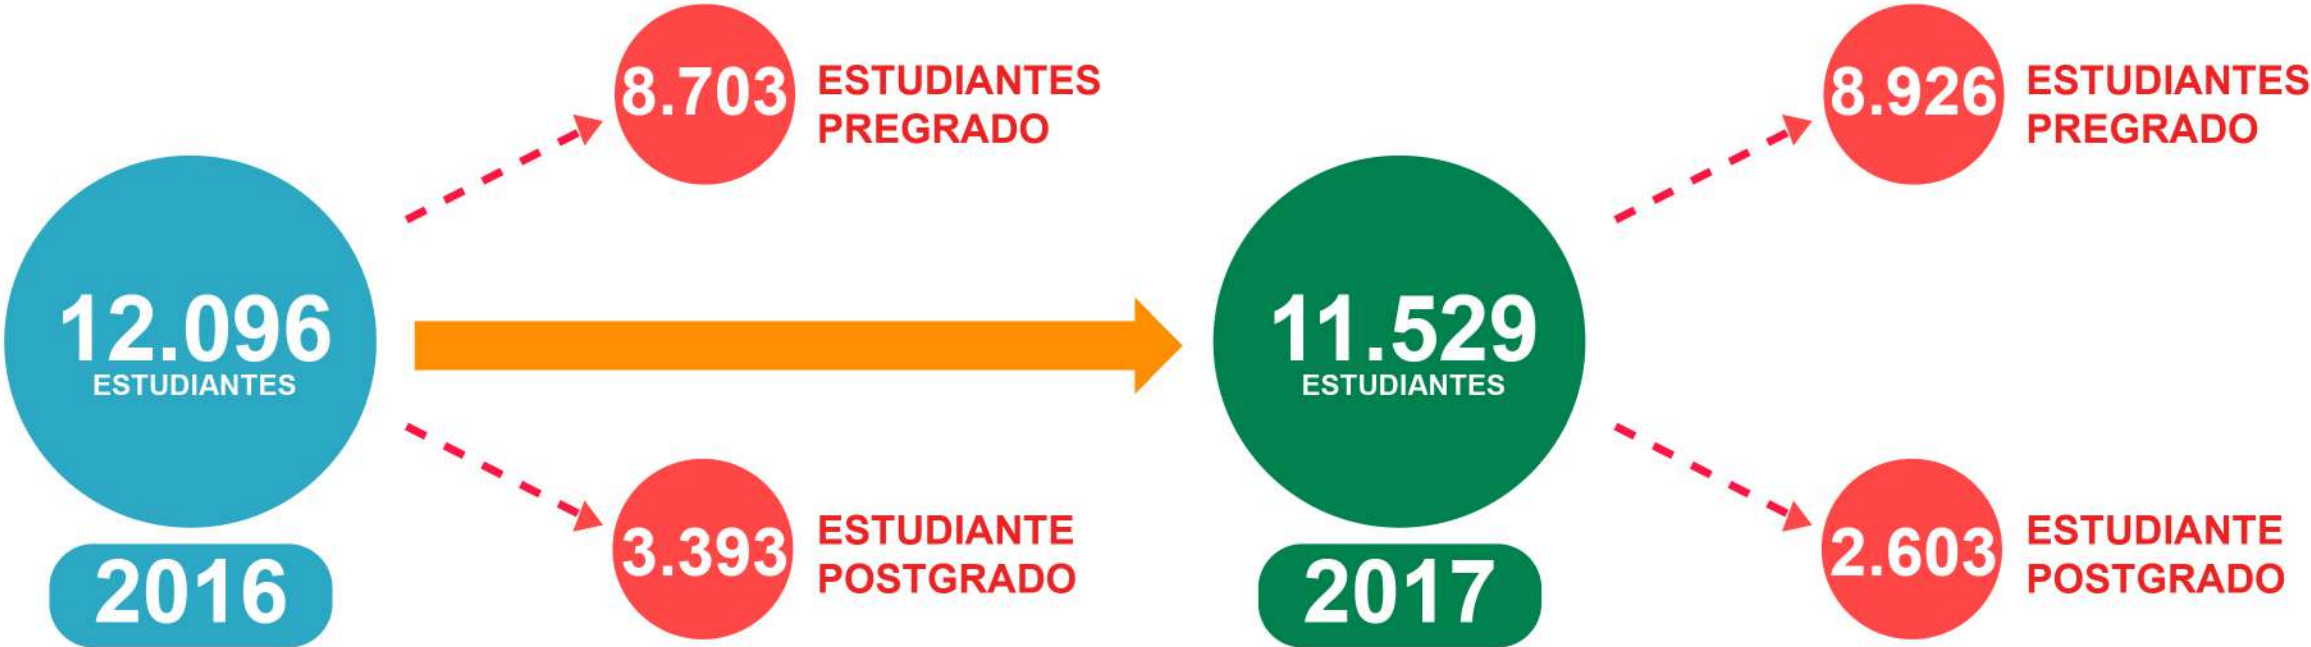 12.096
ESTUDIANTES
2016
8.703
ESTUDIANTES
PREGRADO
3.393
ESTUDIANTE
POSTGRADO
11.529
ESTUDIANTES
2017
8.926
ESTUDIANTES
PREGRADO
2.603
ESTUDIANTE
POSTGRADO